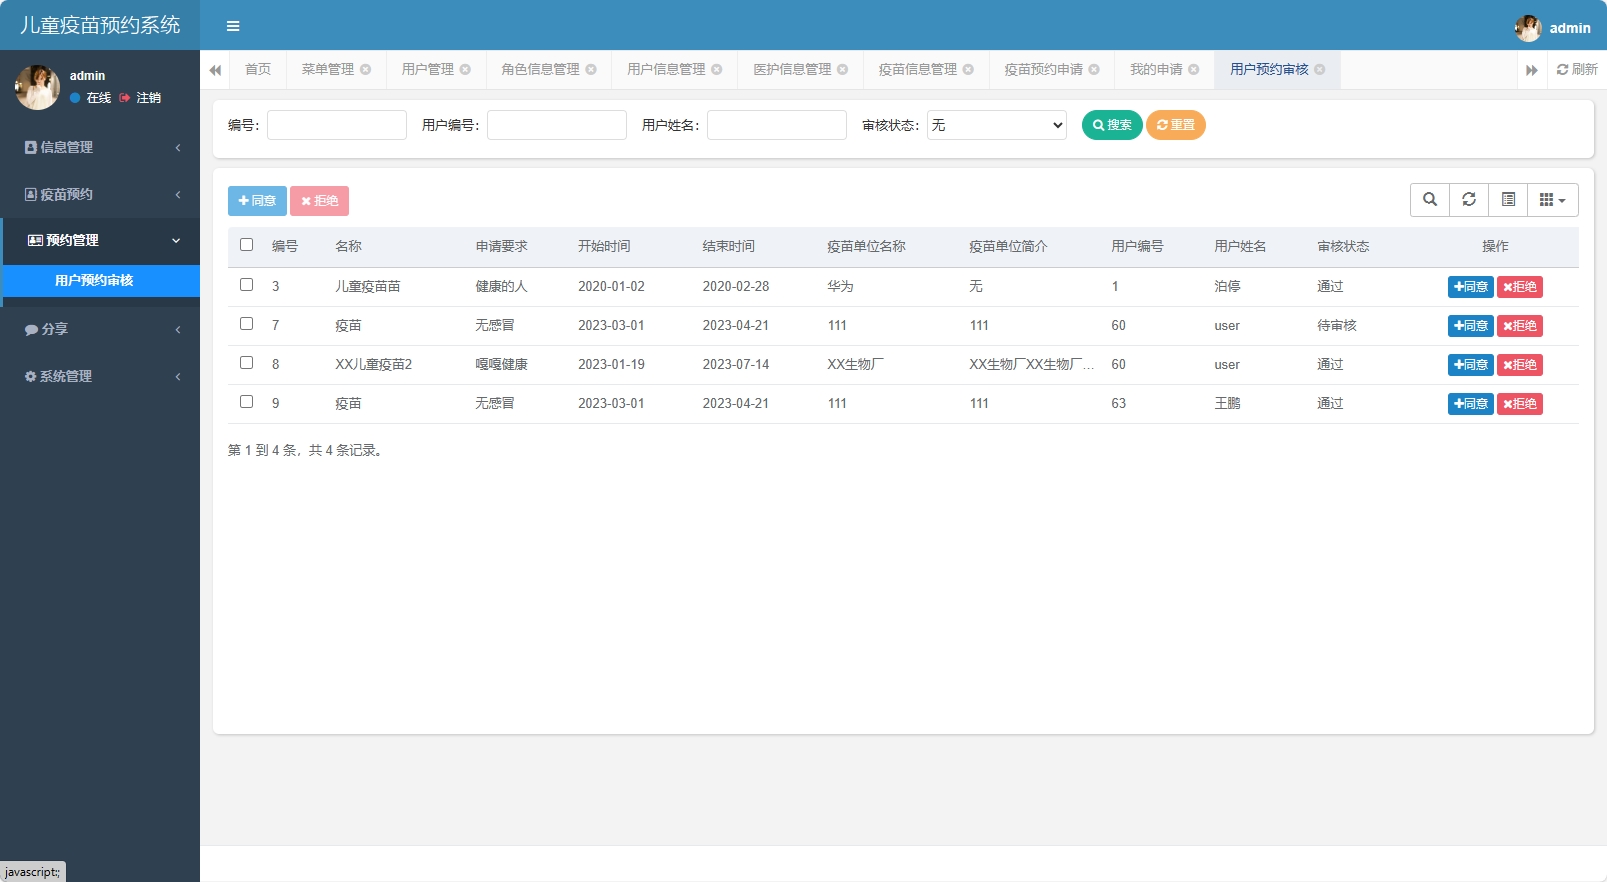 儿童疫苗预约系统
admin
admin
在线 注销
首页 菜单管理 用户管理 角色信息管理 用户信息管理 医护信息管理 疫苗信息管理 疫苗预约申请 我的申请 用户预约审核 刷新
信息管理
疫苗预约
预约管理
用户预约审核
分享
系统管理
编号： 用户编号： 用户姓名： 审核状态： 无 搜索 重置
同意 拒绝
编号 名称 申请要求 开始时间 结束时间 疫苗单位名称 疫苗单位简介 用户编号 用户姓名 审核状态 操作
3 儿童疫苗苗 健康的人 2020-01-02 2020-02-28 华为 无 1 泊停 通过 同意 拒绝
7 疫苗 无感冒 2023-03-01 2023-04-21 111 111 60 user 待审核 同意 拒绝
8 XX儿童疫苗2 嘎嘎健康 2023-01-19 2023-07-14 XX生物厂 XX生物厂XX生物厂... 60 user 通过 同意 拒绝
9 疫苗 无感冒 2023-03-01 2023-04-21 111 111 63 王鹏 通过 同意 拒绝
第 1 到 4 条，共 4 条记录。
javascript:;